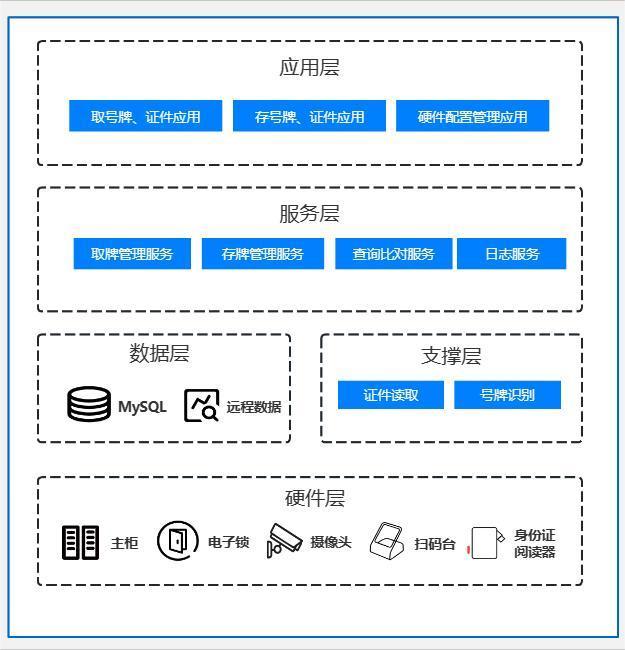 应用层
取号牌、证件应用
存号牌、证件应用
硬件配置管理应用
服务层
取牌管理服务
存牌管理服务
查询比对服务
日志服务
数据层
MySQL
远程数据
支撑层
证件读取
号牌识别
硬件层
主柜
电子锁
摄像头
扫码台
身份证
阅读器